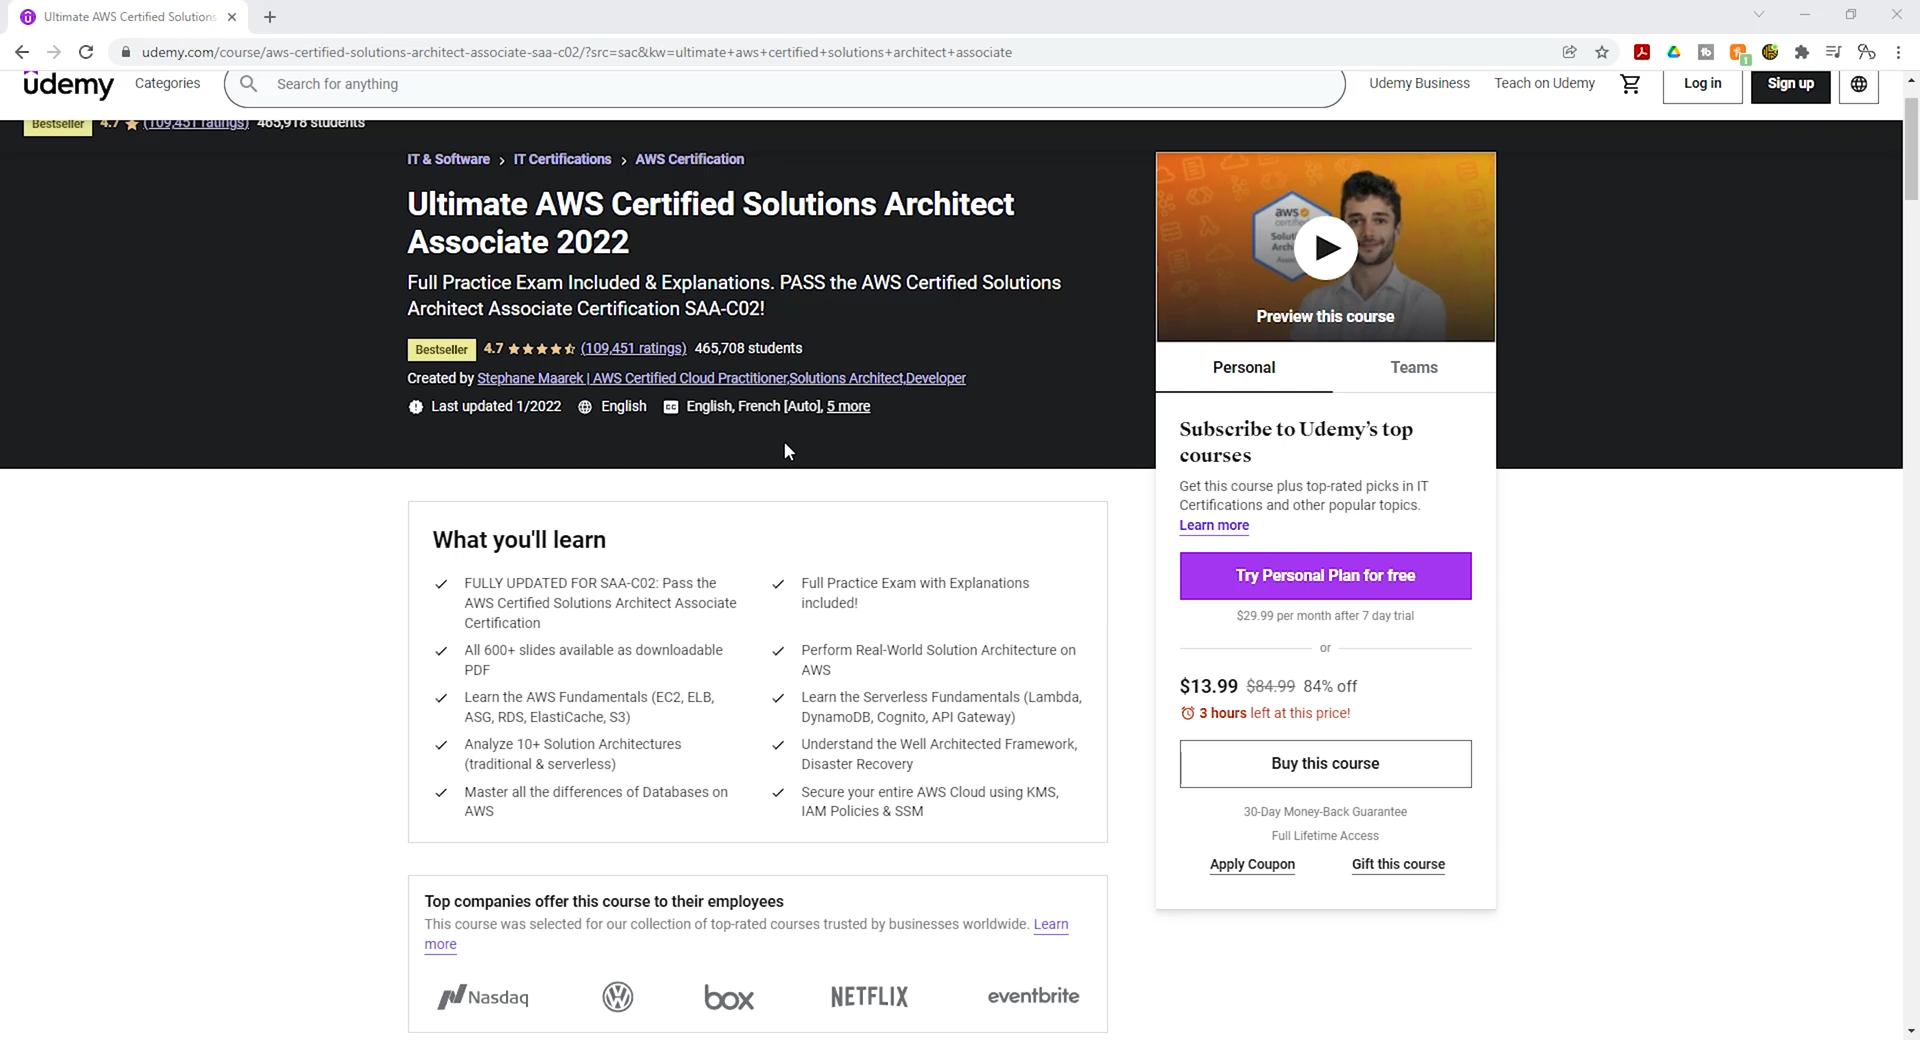 Ultimate AWS Certified Solutions
udemy.com/course/aws-certified-solutions-architect-associate-saa-c02/?src=sac&kw=ultimate+aws+certified+solutions+architect+associate
1
udemy
Categories
Search for anything
Udemy Business
Teach on Udemy
Log in
Sign up
Bestseller 4.7 (109,451 ratings) 465,918 students
IT & Software > IT Certifications > AWS Certification
Ultimate AWS Certified Solutions Architect
Associate 2022
Full Practice Exam Included & Explanations. PASS the AWS Certified Solutions
Architect Associate Certification SAA-C02!
Bestseller 4.7 (109,451 ratings) 465,708 students
Created by Stephane Maarek | AWS Certified Cloud Practitioner,Solutions Architect,Developer
Last updated 1/2022 English CC English, French [Auto], 5 more
What you'll learn
FULLY UPDATED FOR SAA-C02: Pass the
AWS Certified Solutions Architect Associate
Certification
Full Practice Exam with Explanations
included!
All 600+ slides available as downloadable
PDF
Perform Real-World Solution Architecture on
AWS
Learn the AWS Fundamentals (EC2, ELB,
ASG, RDS, ElastiCache, S3)
Learn the Serverless Fundamentals (Lambda,
DynamoDB, Cognito, API Gateway)
Analyze 10+ Solution Architectures
(traditional & serverless)
Understand the Well Architected Framework,
Disaster Recovery
Master all the differences of Databases on
AWS
Secure your entire AWS Cloud using KMS,
IAM Policies & SSM
Top companies offer this course to their employees
This course was selected for our collection of top-rated courses trusted by businesses worldwide. Learn
more
Nasdaq
box
NETFLIX
eventbrite
aws
Preview this course
Personal
Teams
Subscribe to Udemy's top
courses
Get this course plus top-rated picks in IT
Certifications and other popular topics.
Learn more
Try Personal Plan for free
$29.99 per month after 7 day trial
or
$13.99 $84.99 84% off
3 hours left at this price!
Buy this course
30-Day Money-Back Guarantee
Full Lifetime Access
Apply Coupon
Gift this course